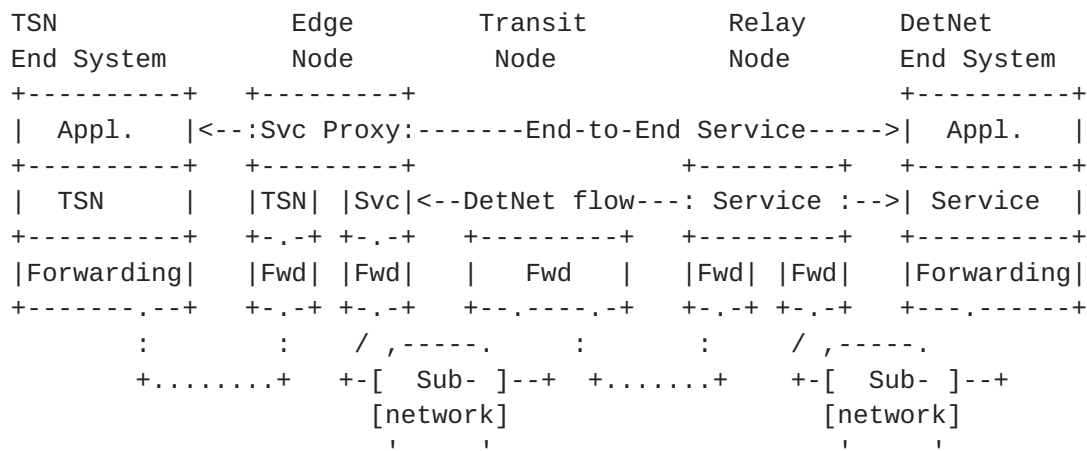 TSN                  Edge          Transit         Relay        DetNet
End System           Node           Node           Node         End System
+----------+   +---------+                                    +----------+
|  Appl.   |<--:Svc Proxy:-------End-to-End Service----->|  Appl.   |
+----------+   +---------+                  +---------+   +----------+
|  TSN     |   |TSN| |Svc|<--DetNet flow---: Service :-->| Service  |
+----------+   +-.-+ +-.-+   +---------+   +---------+   +----------+
|Forwarding|   |Fwd| |Fwd|   |   Fwd   |   |Fwd| |Fwd|   |Forwarding|
+-------.--+   +-.-+ +-.-+   +--.----.-+   +-.-+ +-.-+   +---.------+
        :        :    / ,-----.     :       :     / ,-----.
        +........+   +-[  Sub- ]--+  +.......+    +-[  Sub- ]--+
                       [network]                    [network]
                        '-----'                      '-----'